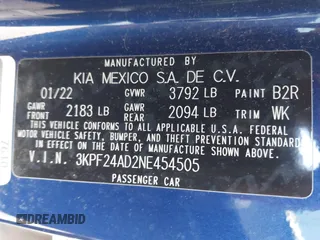 MANUFACTURED BY
KIA MEXICO S.A. DE C.V.
01/22 GVWR 3792 LB PAINT B2R
GAWR FRONT 2183 LB GAWR REAR 2094 LB TRIM WK
THIS VEHICLE CONFORMS TO ALL APPLICABLE U.S.A. FEDERAL
MOTOR VEHICLE SAFETY, BUMPER, AND THEFT PREVENTION STANDARDS
IN EFFECT ON THE DATE OF MANUFACTURE SHOWN ABOVE.
V.I.N. 3KPF24AD2NE454505
PASSENGER CAR
DREAMBID